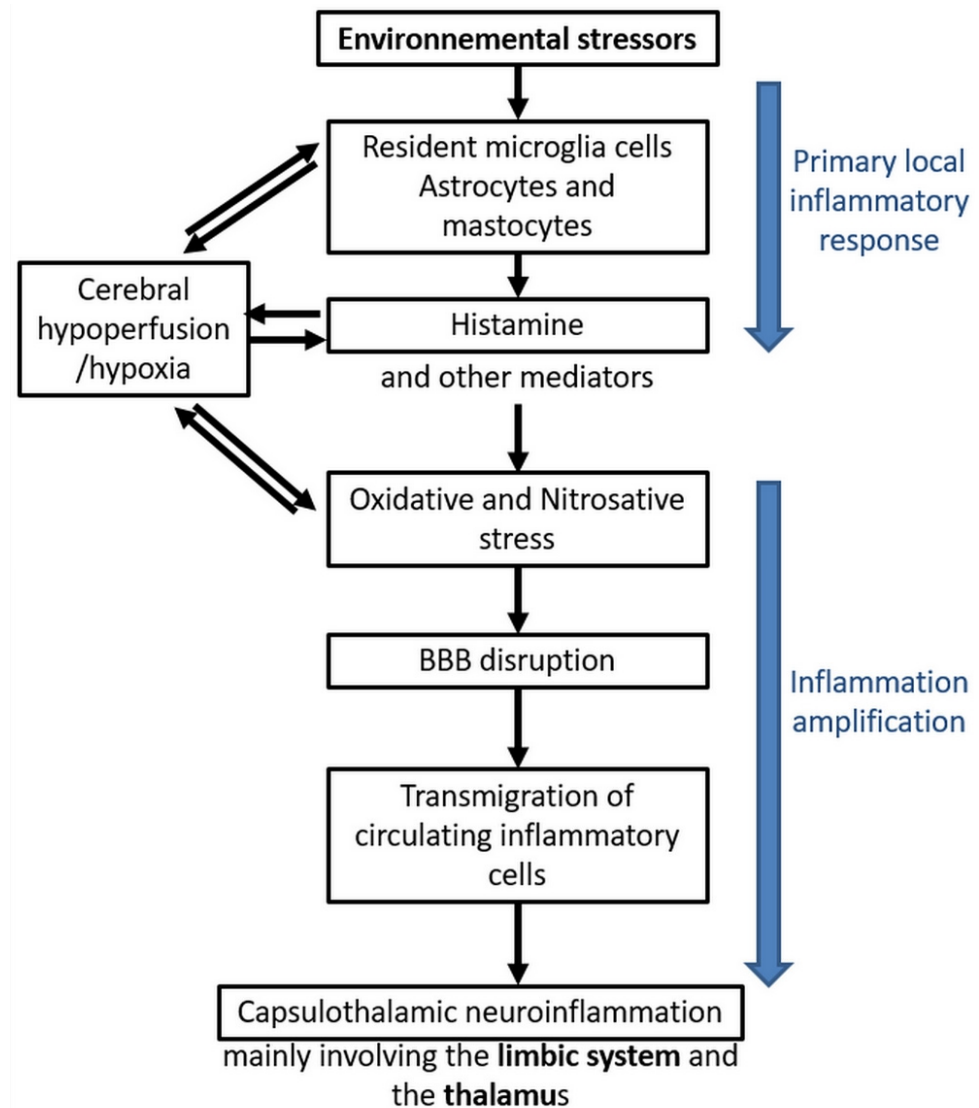 Environnemental stressors
Resident microglia cells
Astrocytes and
mastocytes
Primary local
inflammatory
response
Cerebral
hypoperfusion
/hypoxia
Histamine
and other mediators
Oxidative and Nitrosative
stress
BBB disruption
Inflammation
amplification
Transmigration of
circulating inflammatory
cells
Capsulothalamic neuroinflammation
mainly involving the limbic system and
the thalamus